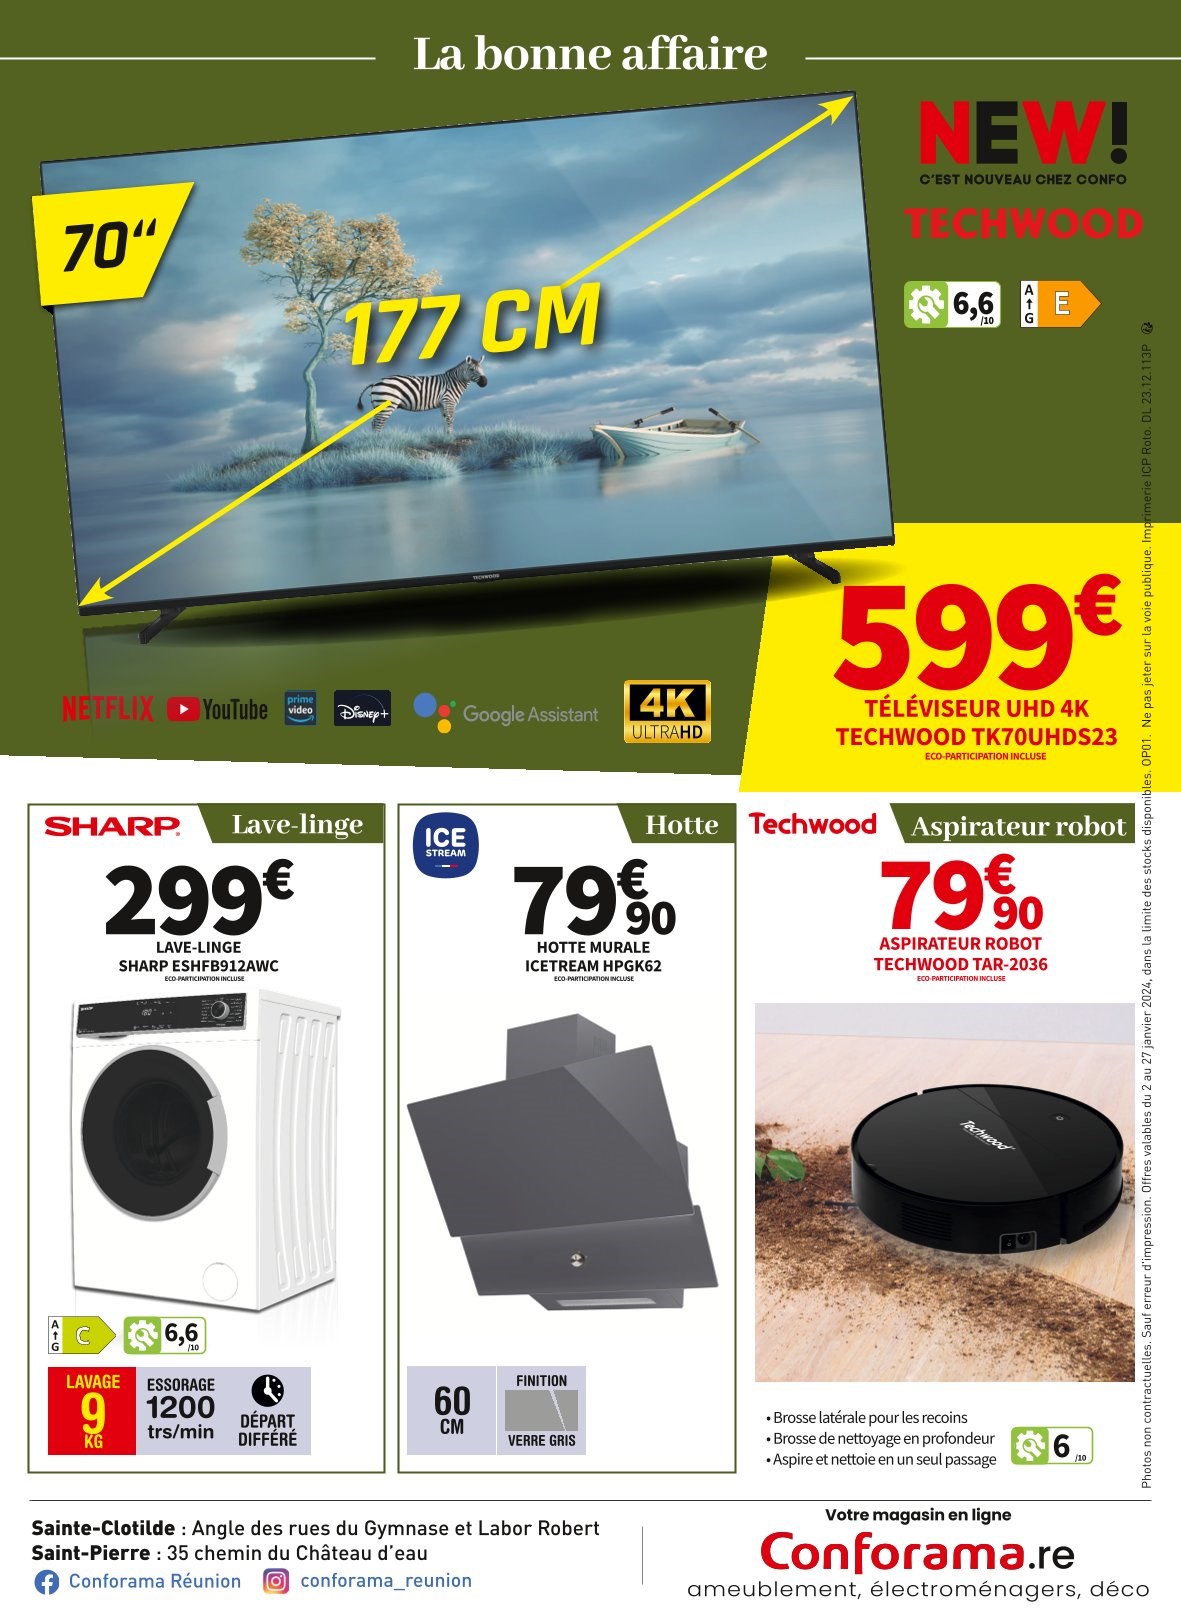 La bonne affaire
NEW!
C'EST NOUVEAU CHEZ CONFO
TECHWOOD
70"
177 CM
6,6/10
A G E
TECHWOOD
NETFLIX YouTube prime video Disney+ Google Assistant
4K
ULTRAHD
599€
TÉLÉVISEUR UHD 4K
TECHWOOD TK70UHDS23
ECO-PARTICIPATION INCLUSE
SHARP
Lave-linge
299€
LAVE-LINGE
SHARP ESHFB912AWC
ECO-PARTICIPATION INCLUSE
A G C
6,6/10
LAVAGE
9
KG
ESSORAGE
1200
trs/min
DÉPART
DIFFÉRÉ
ICE
STREAM
Hotte
79€90
HOTTE MURALE
ICETREAM HPGK62
ECO-PARTICIPATION INCLUSE
60
CM
FINITION
VERRE GRIS
Techwood
Aspirateur robot
79€90
ASPIRATEUR ROBOT
TECHWOOD TAR-2036
ECO-PARTICIPATION INCLUSE
Techwood
• Brosse latérale pour les recoins
• Brosse de nettoyage en profondeur
• Aspire et nettoie en un seul passage
6/10
Photos non contractuelles. Sauf erreur d'impression. Offres valables du 2 au 27 janvier 2024, dans la limite des stocks disponibles. OP01. Ne pas jeter sur la voie publique. Imprimerie ICP Roto. DL 23.12.113P
Sainte-Clotilde : Angle des rues du Gymnase et Labor Robert
Saint-Pierre : 35 chemin du Château d'eau
Conforama Réunion conforama_reunion
Votre magasin en ligne
Conforama.re
ameublement, électroménagers, déco